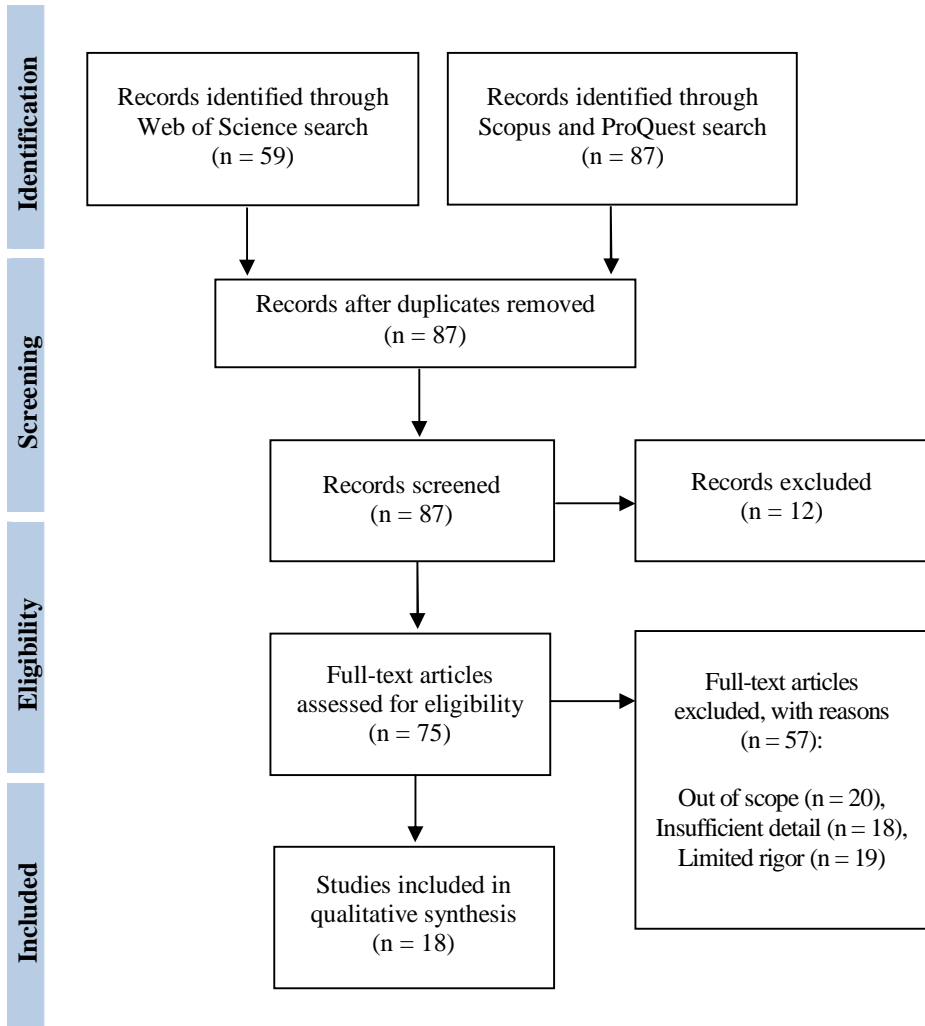 Identification
Records identified through
Web of Science search
(n = 59)
Records identified through
Scopus and ProQuest search
(n = 87)
Screening
Records after duplicates removed
(n = 87)
Records screened
(n = 87)
Records excluded
(n = 12)
Eligibility
Full-text articles
assessed for eligibility
(n = 75)
Full-text articles
excluded, with reasons
(n = 57):
Out of scope (n = 20),
Insufficient detail (n = 18),
Limited rigor (n = 19)
Included
Studies included in
qualitative synthesis
(n = 18)